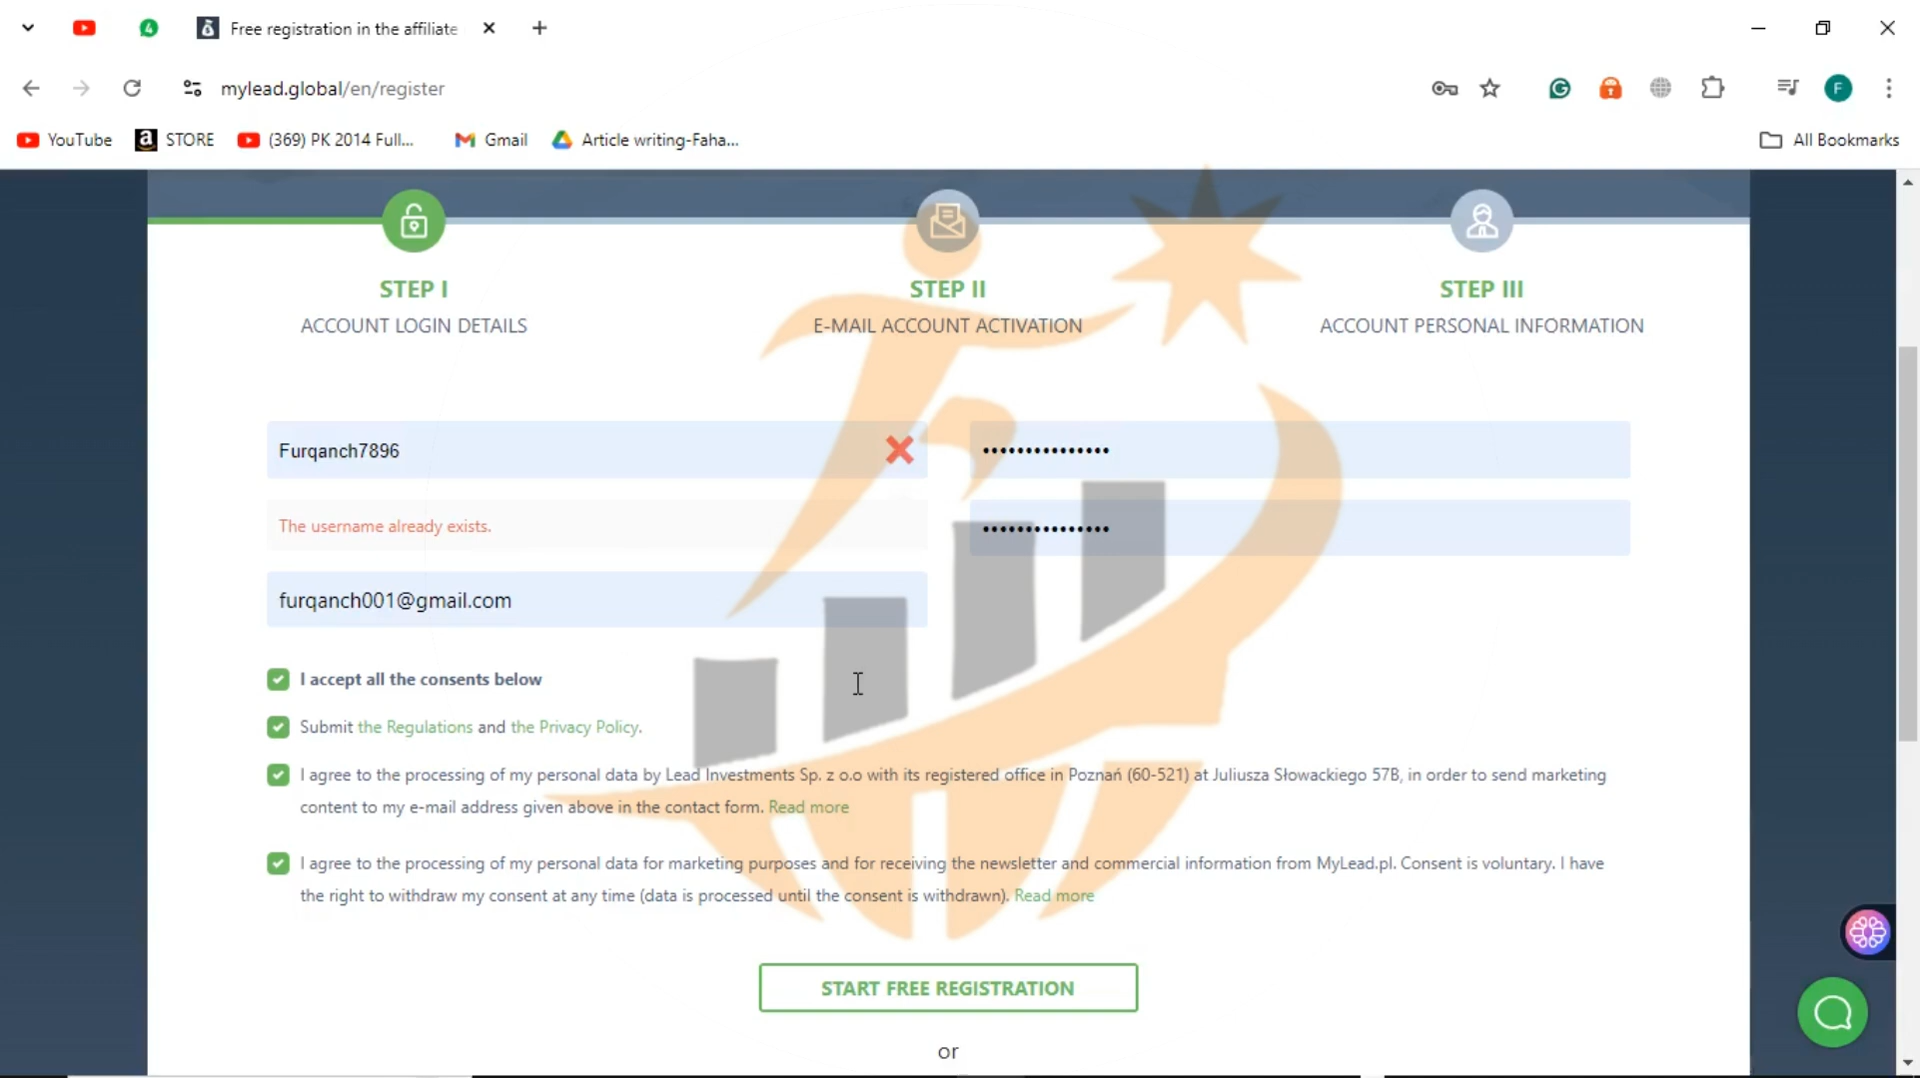 Free registration in the affiliate
mylead.global/en/register
YouTube
STORE
(369) PK 2014 Full...
Gmail
Article writing-Faha...
All Bookmarks
STEP I
ACCOUNT LOGIN DETAILS
STEP II
E-MAIL ACCOUNT ACTIVATION
STEP III
ACCOUNT PERSONAL INFORMATION
Furqanch7896
•••••••••••••••
The username already exists.
•••••••••••••••
furqanch001@gmail.com
I accept all the consents below
Submit the Regulations and the Privacy Policy.
I agree to the processing of my personal data by Lead Investments Sp. z o.o with its registered office in Poznań (60-521) at Juliusza Słowackiego 57B, in order to send marketing
content to my e-mail address given above in the contact form. Read more
I agree to the processing of my personal data for marketing purposes and for receiving the newsletter and commercial information from MyLead.pl. Consent is voluntary. I have
the right to withdraw my consent at any time (data is processed until the consent is withdrawn). Read more
START FREE REGISTRATION
or